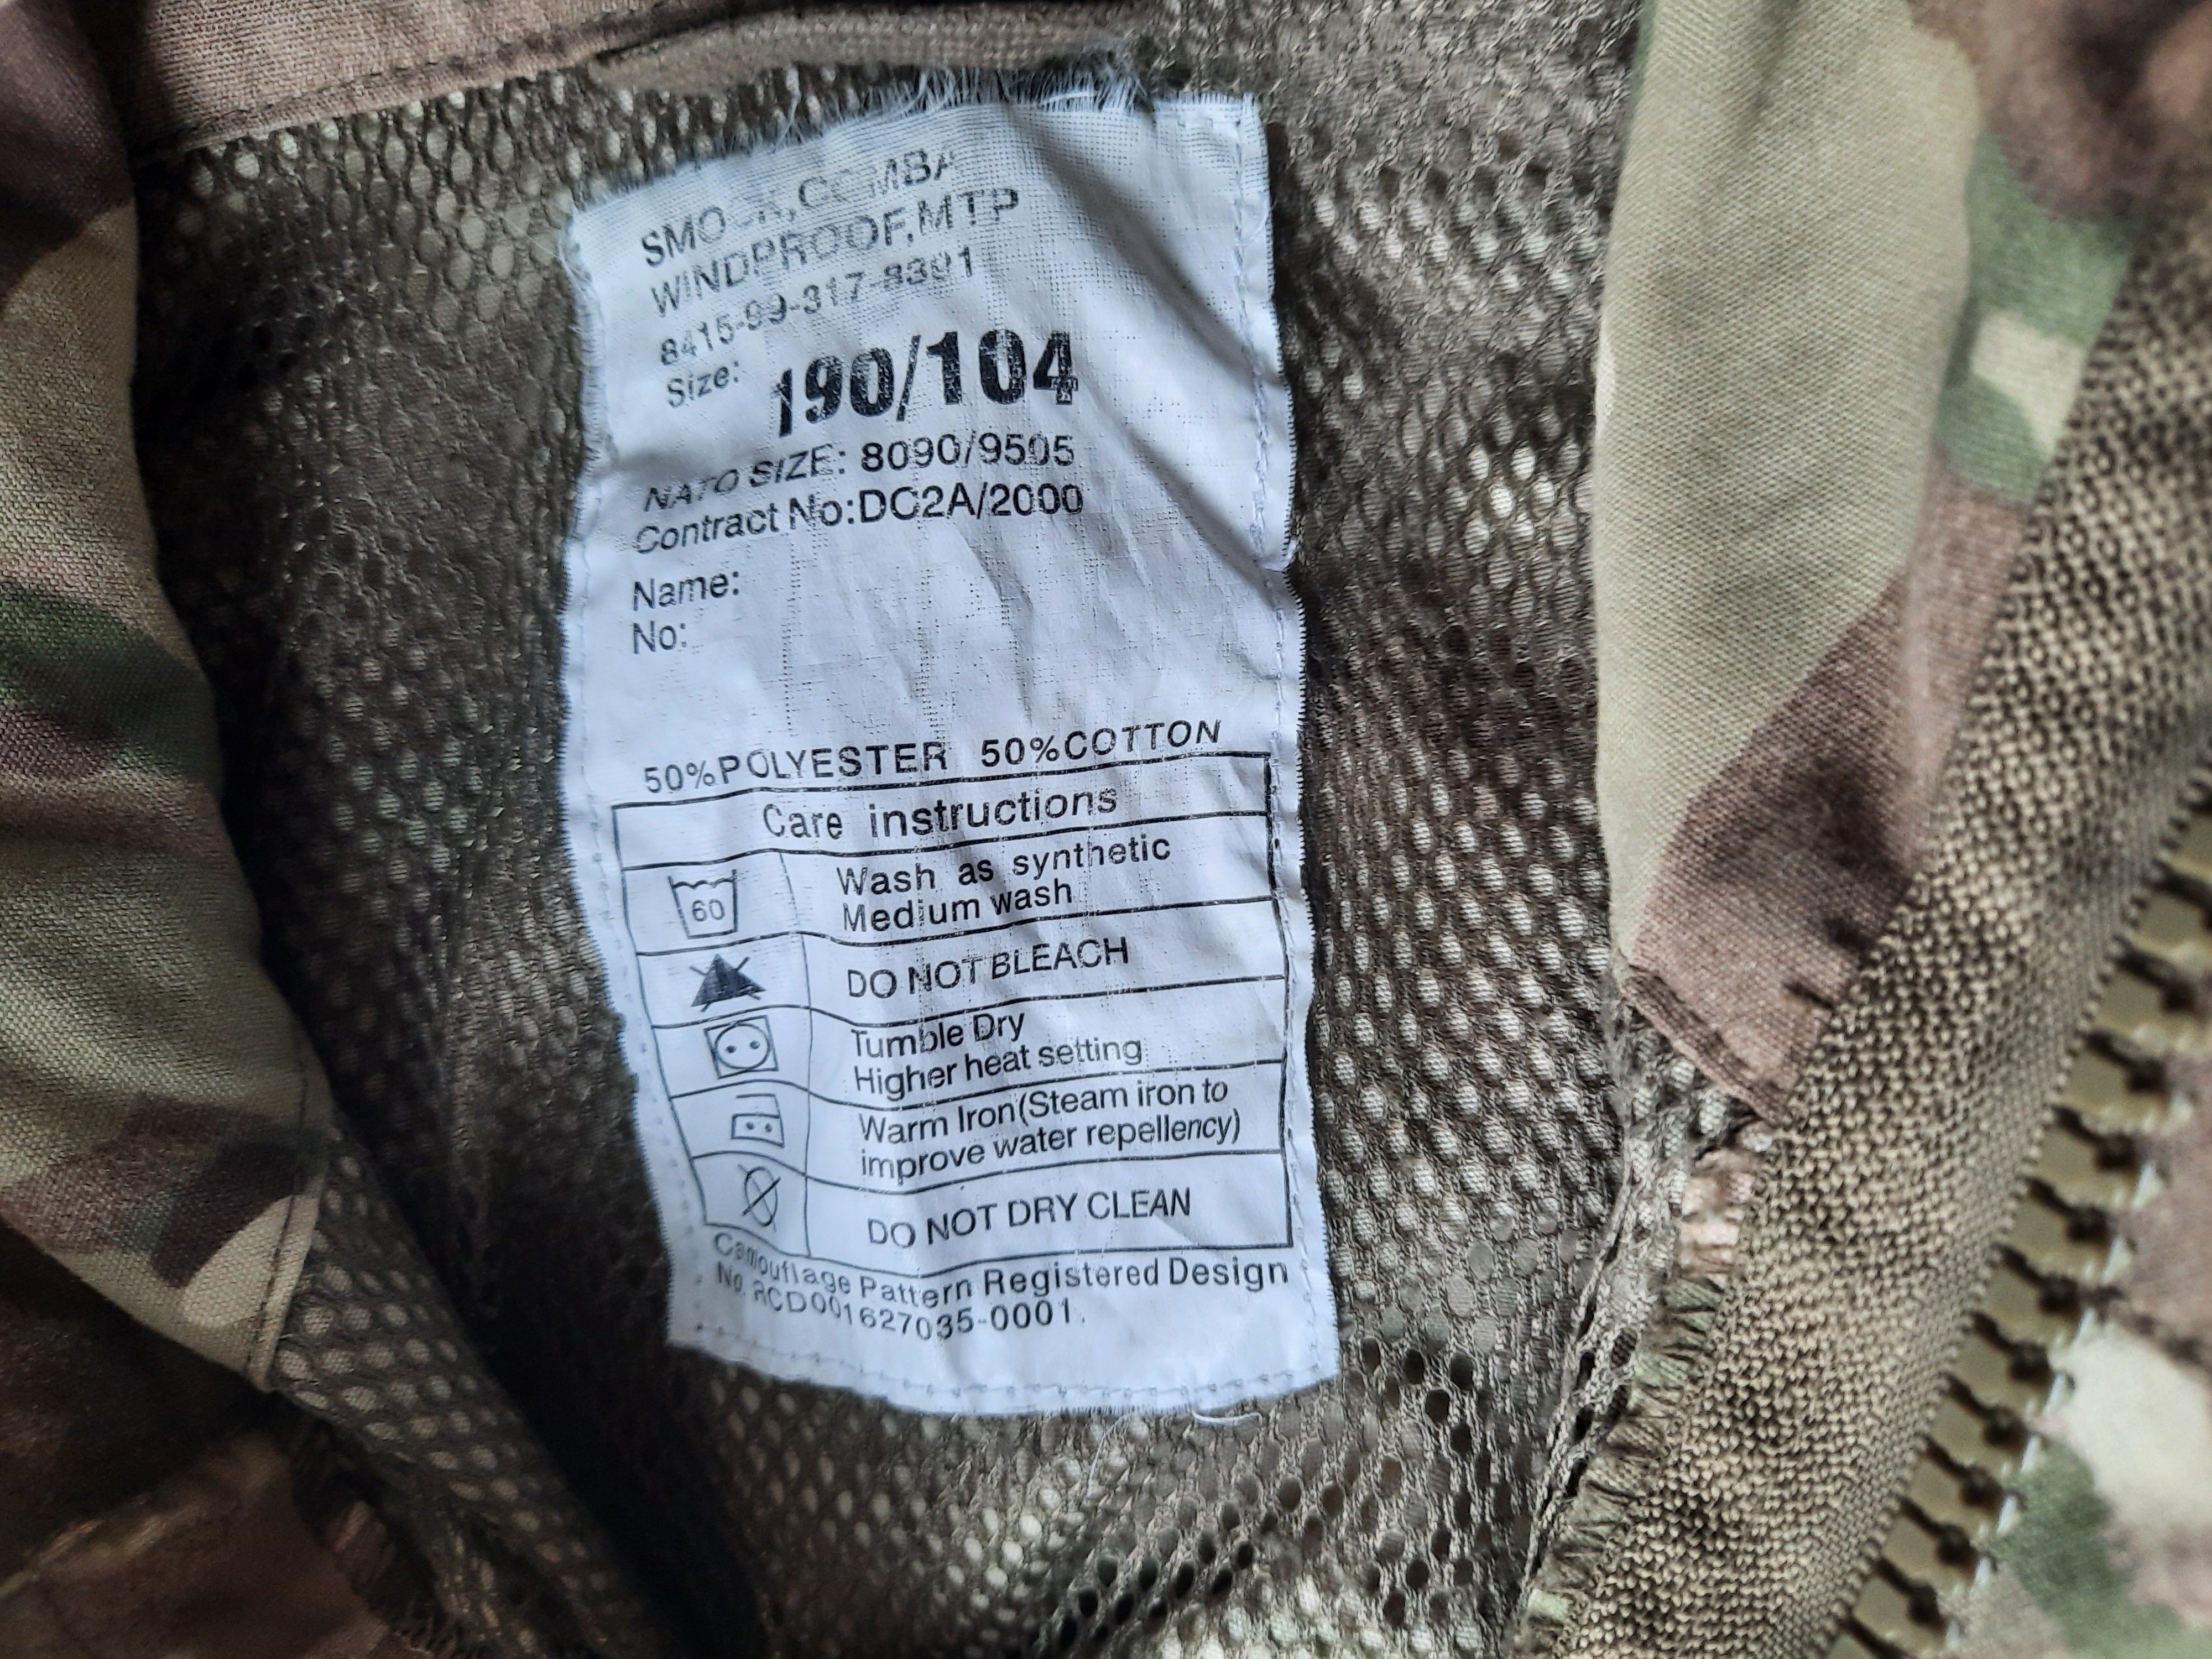 SMOCK,COMBA
WINDPROOF,MTP
8415-99-317-8391
Size: 190/104
NATO SIZE: 8090/9505
Contract No:DC2A/2000
Name:
No:
50%POLYESTER 50%COTTON
Care instructions
60
Wash as synthetic
Medium wash
DO NOT BLEACH
Tumble Dry
Higher heat setting
Warm Iron(Steam iron to
improve water repellency)
DO NOT DRY CLEAN
Camouflage Pattern Registered Design
No. RCD001627035-0001.